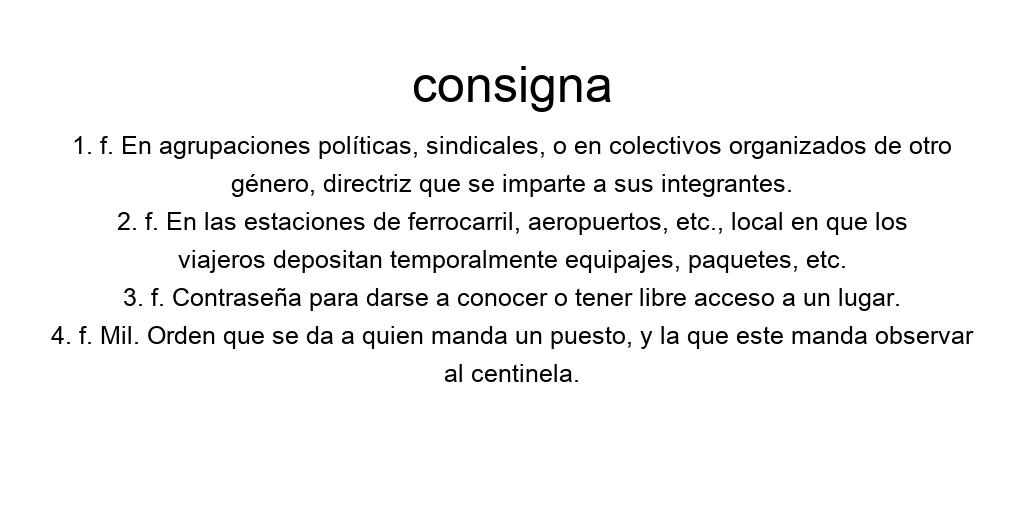 consigna
1. f. En agrupaciones políticas, sindicales, o en colectivos organizados de otro
género, directriz que se imparte a sus integrantes.
2. f. En las estaciones de ferrocarril, aeropuertos, etc., local en que los
viajeros depositan temporalmente equipajes, paquetes, etc.
3. f. Contraseña para darse a conocer o tener libre acceso a un lugar.
4. f. Mil. Orden que se da a quien manda un puesto, y la que este manda observar
al centinela.